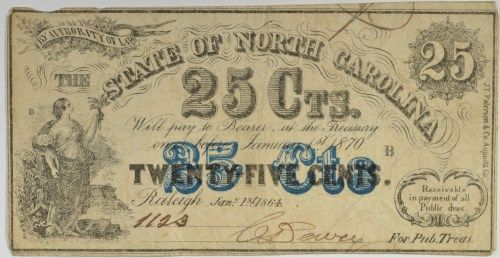 BY AUTHORITY OF LAW
THE
STATE OF NORTH CAROLINA
25
25 Cts.
Will pay to Bearer, at the Treasury
on or before January 1st 1870
B
25 Cts
TWENTY-FIVE CENTS.
Raleigh Jany. 1st 1864.
1123
For Pub. Treas.
Receivable
in payment of all
Public dues.
J.T. Paterson & Co. Augusta Ga.